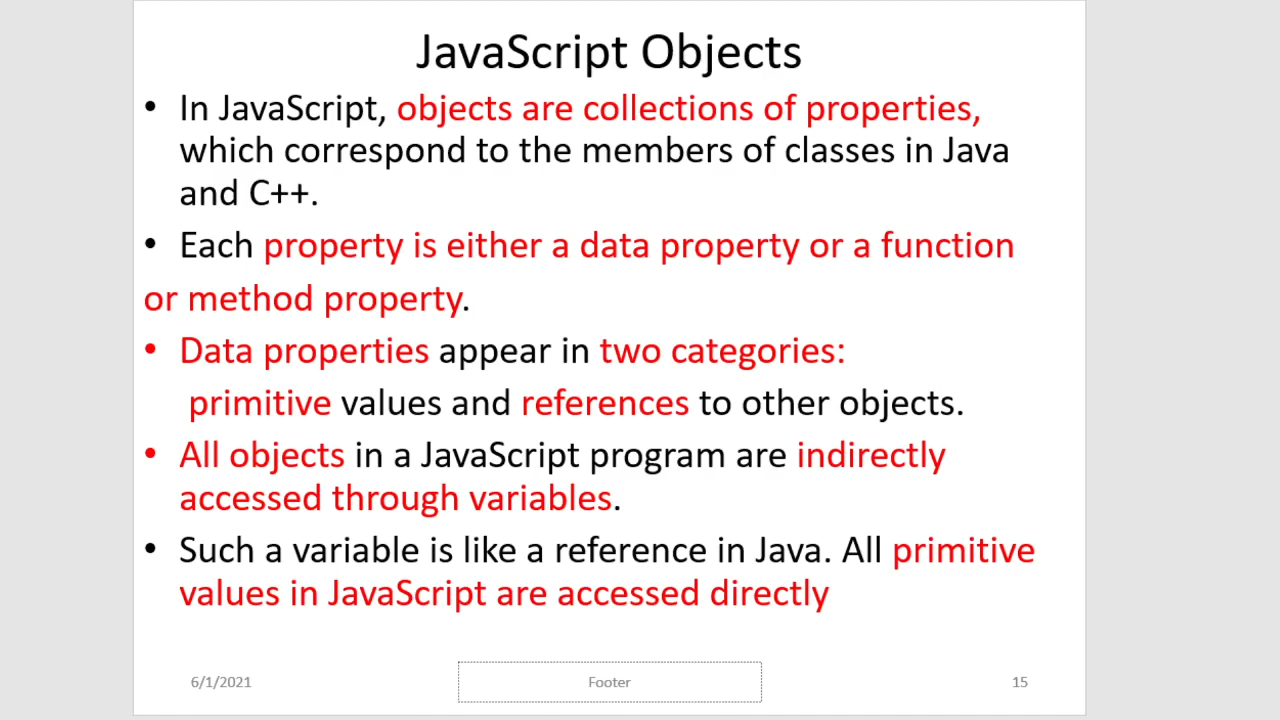 JavaScript Objects
• In JavaScript, objects are collections of properties,
which correspond to the members of classes in Java
and C++.
• Each property is either a data property or a function
or method property.
• Data properties appear in two categories:
primitive values and references to other objects.
• All objects in a JavaScript program are indirectly
accessed through variables.
• Such a variable is like a reference in Java. All primitive
values in JavaScript are accessed directly
6/1/2021
Footer
15